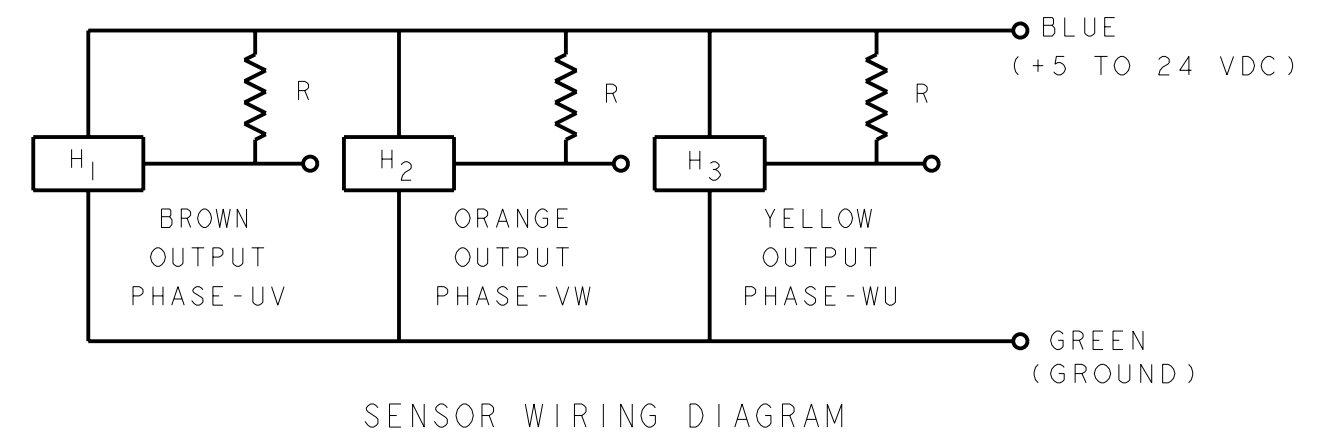 BLUE
(+5 TO 24 VDC)
R
R
R
H1
H2
H3
BROWN
OUTPUT
PHASE-UV
ORANGE
OUTPUT
PHASE-VW
YELLOW
OUTPUT
PHASE-WU
GREEN
(GROUND)
SENSOR WIRING DIAGRAM